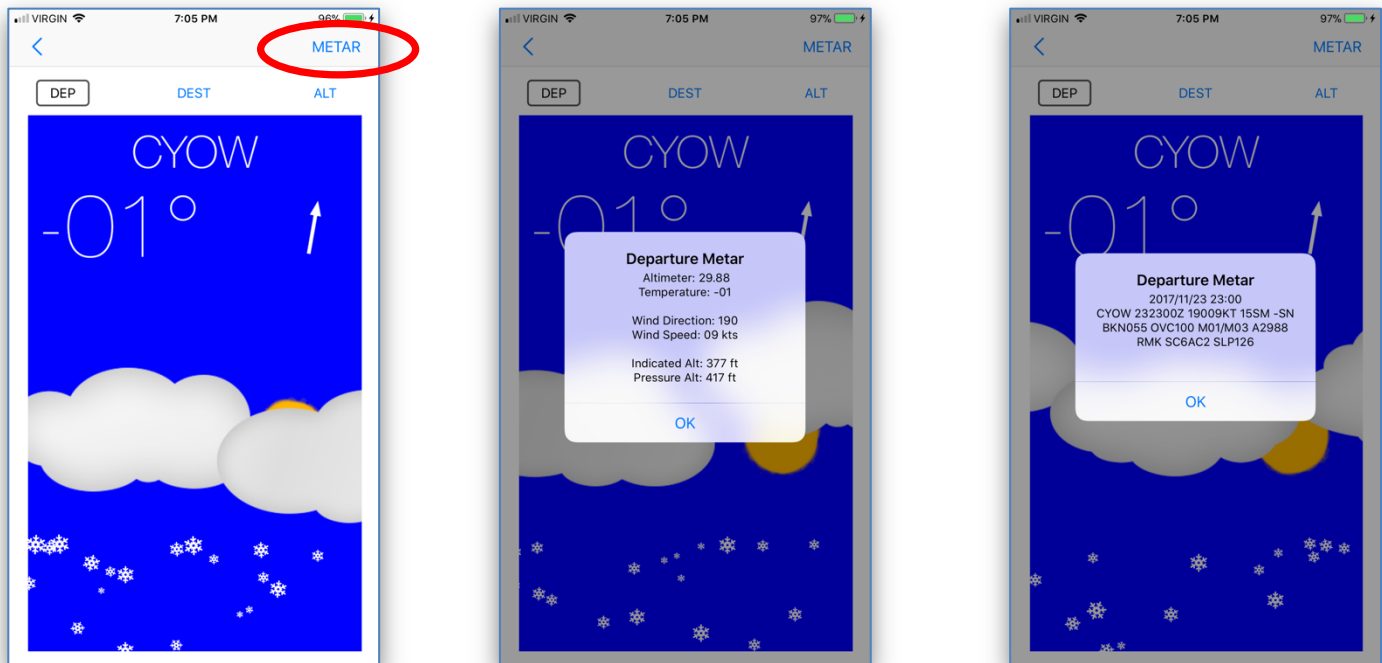 VIRGIN 7:05 PM 96%
METAR
DEP DEST ALT
CYOW
-01°
VIRGIN 7:05 PM 97%
METAR
DEP DEST ALT
CYOW
-01°
Departure Metar
Altimeter: 29.88
Temperature: -01
Wind Direction: 190
Wind Speed: 09 kts
Indicated Alt: 377 ft
Pressure Alt: 417 ft
OK
VIRGIN 7:05 PM 97%
METAR
DEP DEST ALT
CYOW
-01°
Departure Metar
2017/11/23 23:00
CYOW 232300Z 19009KT 15SM -SN
BKN055 OVC100 M01/M03 A2988
RMK SC6AC2 SLP126
OK